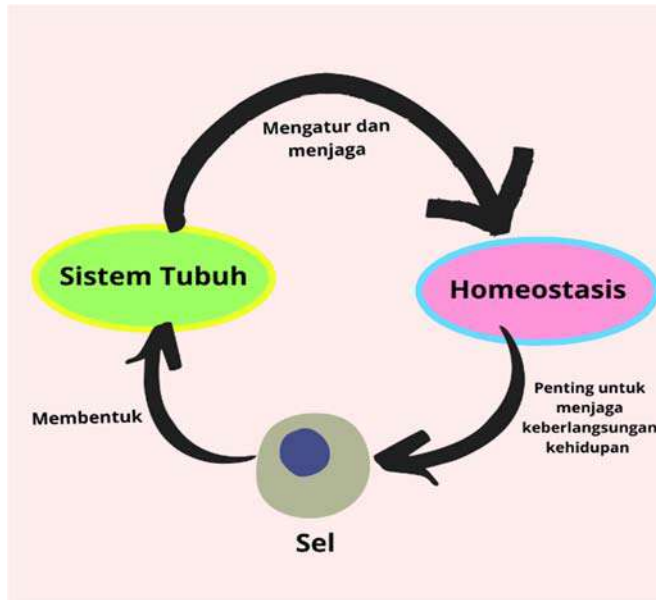 Mengatur dan
menjaga
Sistem Tubuh
Homeostasis
Penting untuk
menjaga
keberlangsungan
kehidupan
Membentuk
Sel